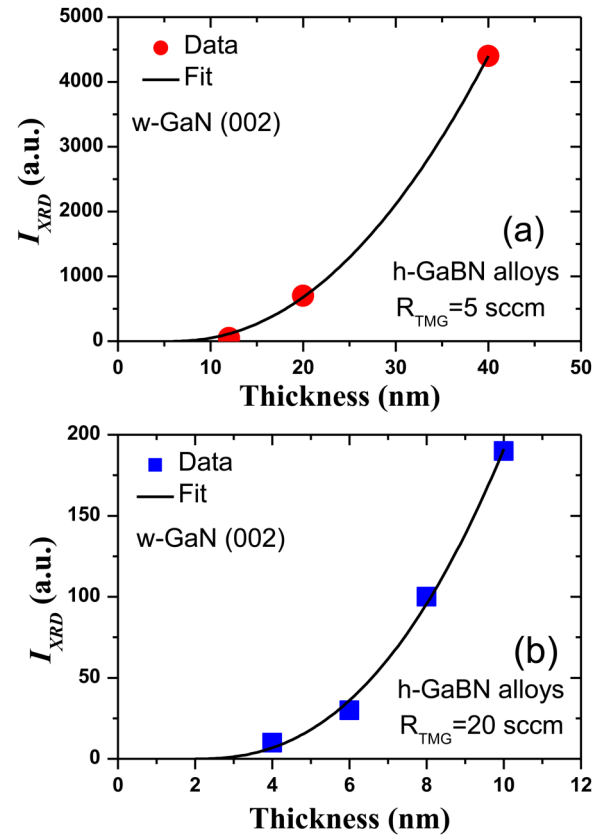 5000
4000
3000
2000
1000
0
I_XRD (a.u.)
Data
Fit
w-GaN (002)
(a)
h-GaBN alloys
R_TMG=5 sccm
0 10 20 30 40 50
Thickness (nm)
200
150
100
50
0
I_XRD (a.u.)
Data
Fit
w-GaN (002)
(b)
h-GaBN alloys
R_TMG=20 sccm
0 2 4 6 8 10 12
Thickness (nm)